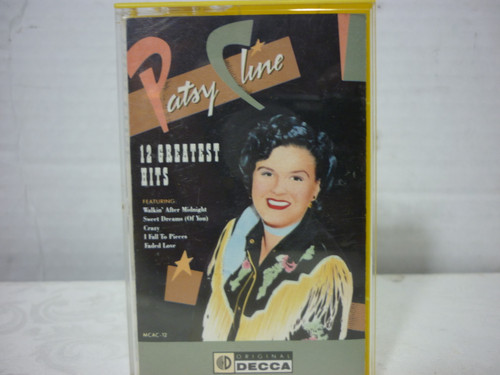 Patsy Cline
12 GREATEST
HITS
FEATURING:
Walkin' After Midnight
Sweet Dreams (Of You)
Crazy
I Fall To Pieces
Faded Love
MCAC-12
ORIGINAL
DECCA